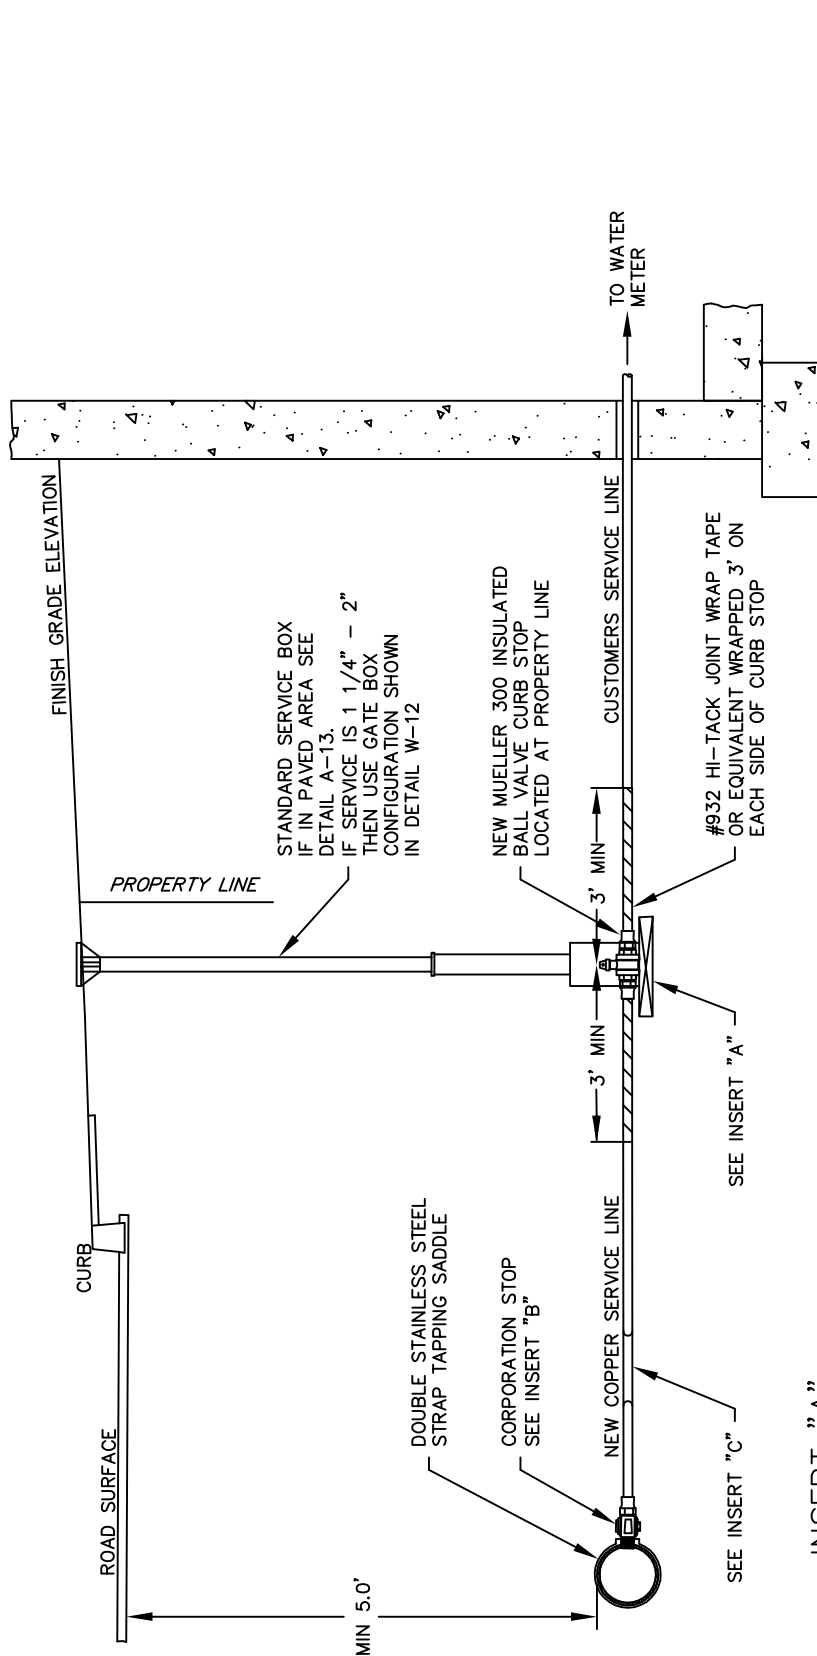 ROAD SURFACE
CURB
FINISH GRADE ELEVATION
PROPERTY LINE
STANDARD SERVICE BOX
IF IN PAVED AREA SEE
DETAIL A-13.
IF SERVICE IS 1 1/4" - 2"
THEN USE GATE BOX
CONFIGURATION SHOWN
IN DETAIL W-12
MIN 5.0'
DOUBLE STAINLESS STEEL
STRAP TAPPING SADDLE
CORPORATION STOP
SEE INSERT "B"
NEW MUELLER 300 INSULATED
BALL VALVE CURB STOP
LOCATED AT PROPERTY LINE
3' MIN
3' MIN
NEW COPPER SERVICE LINE
CUSTOMERS SERVICE LINE
TO WATER
METER
SEE INSERT "C"
SEE INSERT "A"
#932 HI-TACK JOINT WRAP TAPE
OR EQUIVALENT WRAPPED 3' ON
EACH SIDE OF CURB STOP